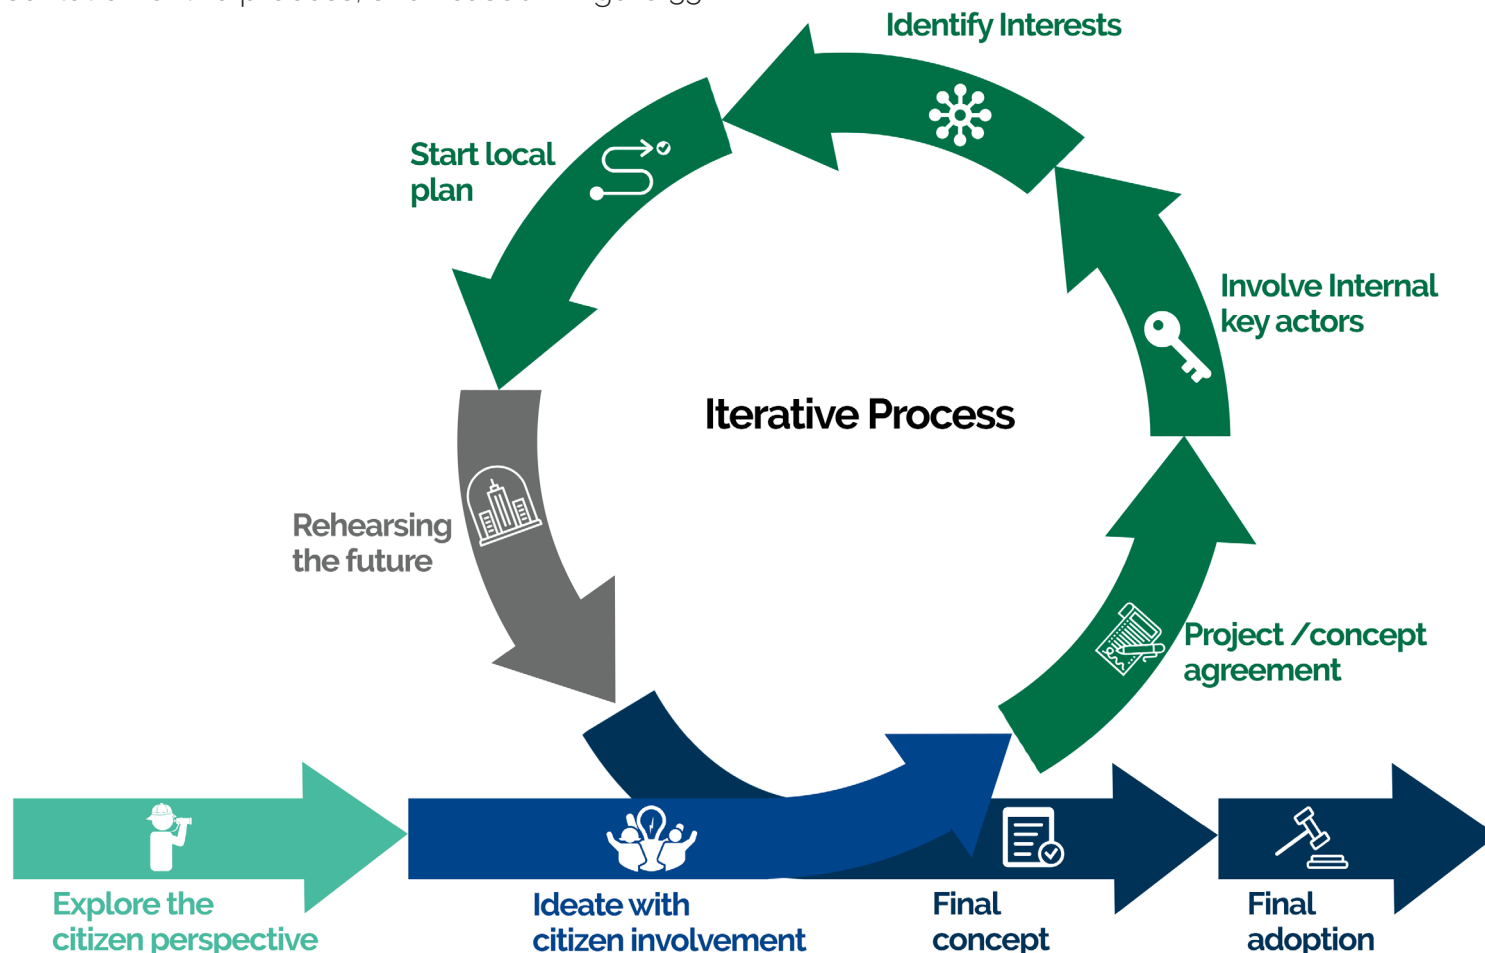 Identify Interests
Start local
plan
Involve Internal
key actors
Iterative Process
Rehearsing
the future
Project /concept
agreement
Explore the
citizen perspective
Ideate with
citizen involvement
Final
concept
Final
adoption